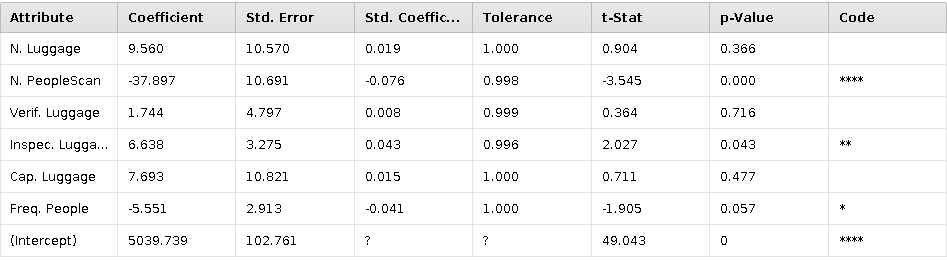 Attribute Coefficient Std. Error Std. Coeffic... Tolerance t-Stat p-Value Code
N. Luggage 9.560 10.570 0.019 1.000 0.904 0.366
N. PeopleScan -37.897 10.691 -0.076 0.998 -3.545 0.000 ****
Verif. Luggage 1.744 4.797 0.008 0.999 0.364 0.716
Inspec. Lugga... 6.638 3.275 0.043 0.996 2.027 0.043 **
Cap. Luggage 7.693 10.821 0.015 1.000 0.711 0.477
Freq. People -5.551 2.913 -0.041 1.000 -1.905 0.057 *
(Intercept) 5039.739 102.761 ? ? 49.043 0 ****